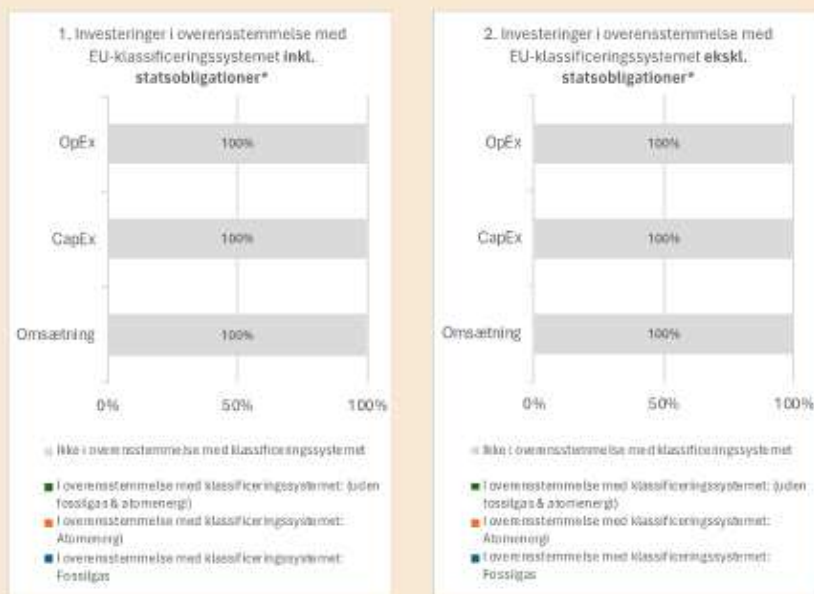 1. Investeringer i overensstemmelse med
EU-klassificeringssystemet inkl.
statsobligationer*
OpEx
100%
CapEx
100%
Omsætning
100%
0%
50%
100%
Ikke i overensstemmelse med klassificeringssystemet
I overensstemmelse med klassificeringssystemet: (uden
fossilgas & atomenergi)
I overensstemmelse med klassificeringssystemet:
Atomenergi
I overensstemmelse med klassificeringssystemet:
Fossilgas
2. Investeringer i overensstemmelse med
EU-klassificeringssystemet ekskl.
statsobligationer*
OpEx
100%
CapEx
100%
Omsætning
100%
0%
50%
100%
Ikke i overensstemmelse med klassificeringssystemet
I overensstemmelse med klassificeringssystemet: (uden
fossilgas & atomenergi)
I overensstemmelse med klassificeringssystemet:
Atomenergi
I overensstemmelse med klassificeringssystemet:
Fossilgas